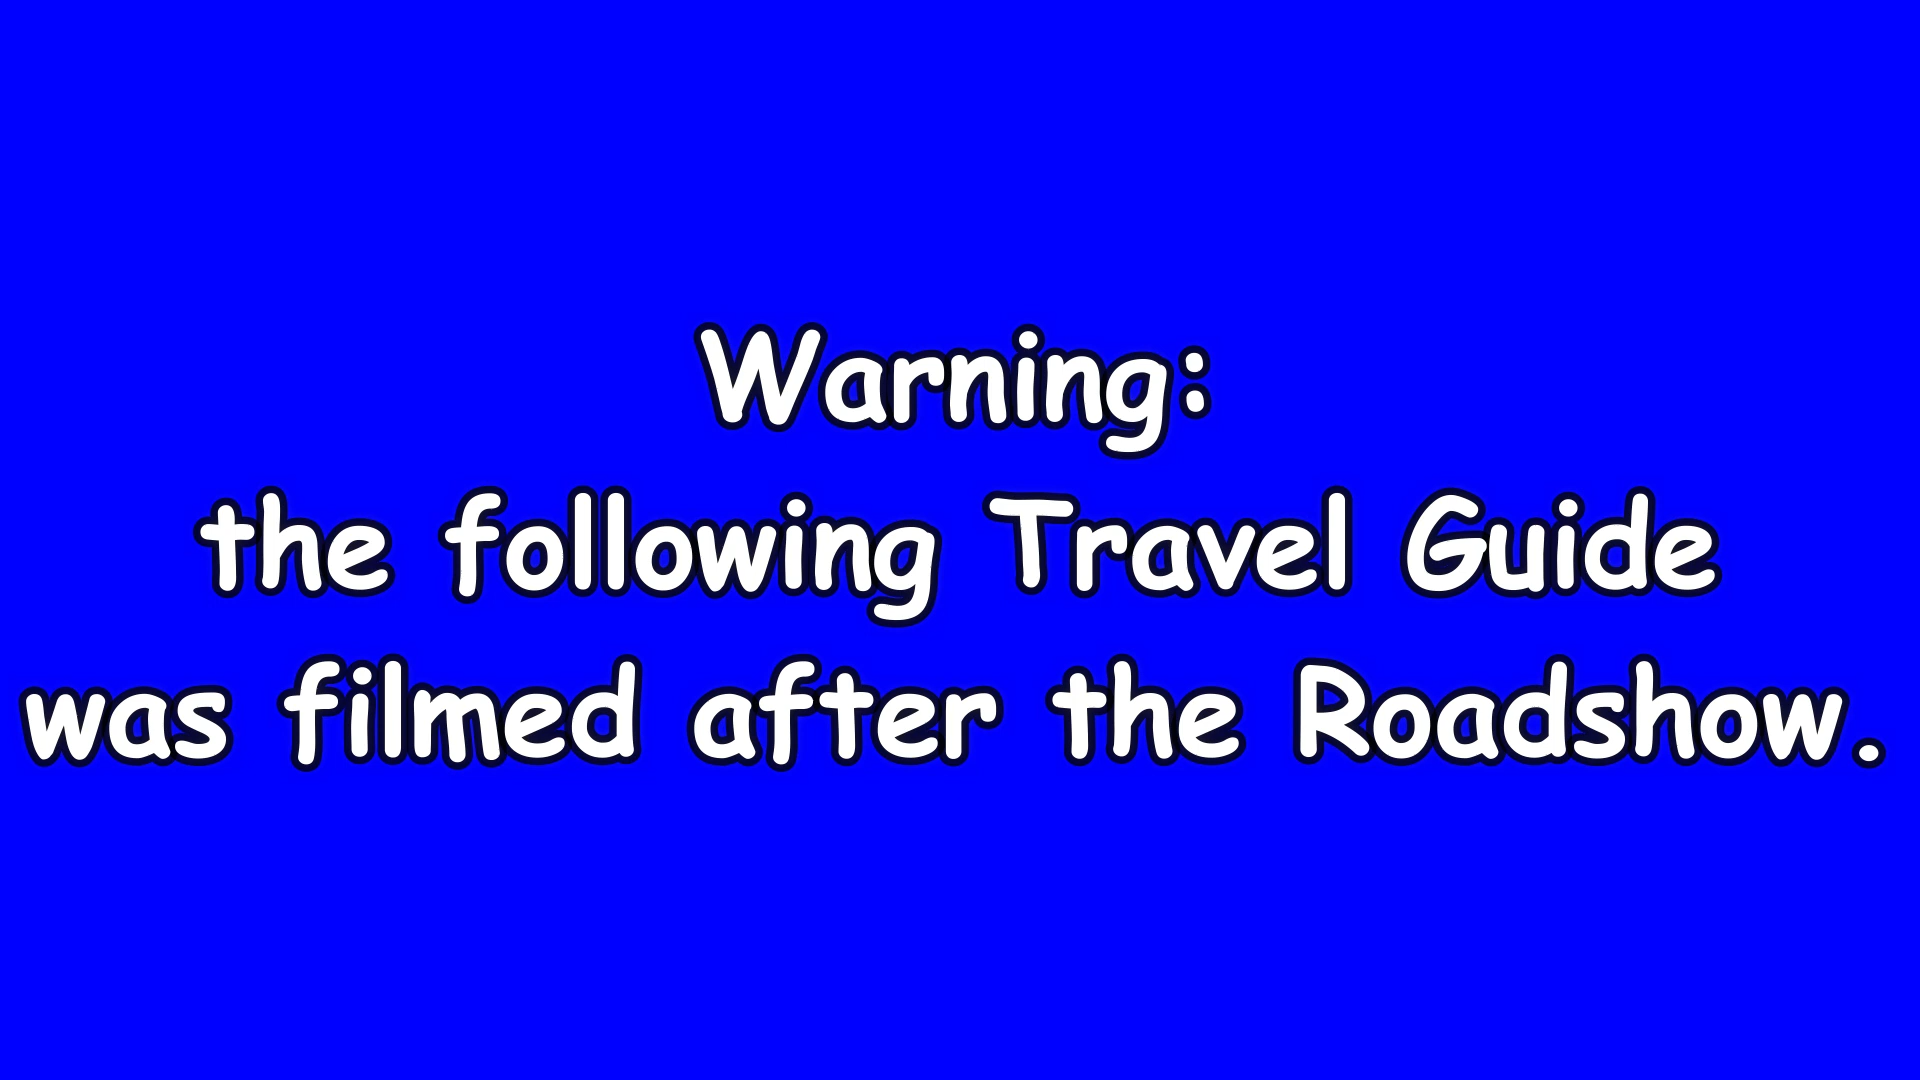 Warning:
the following Travel Guide
was filmed after the Roadshow.